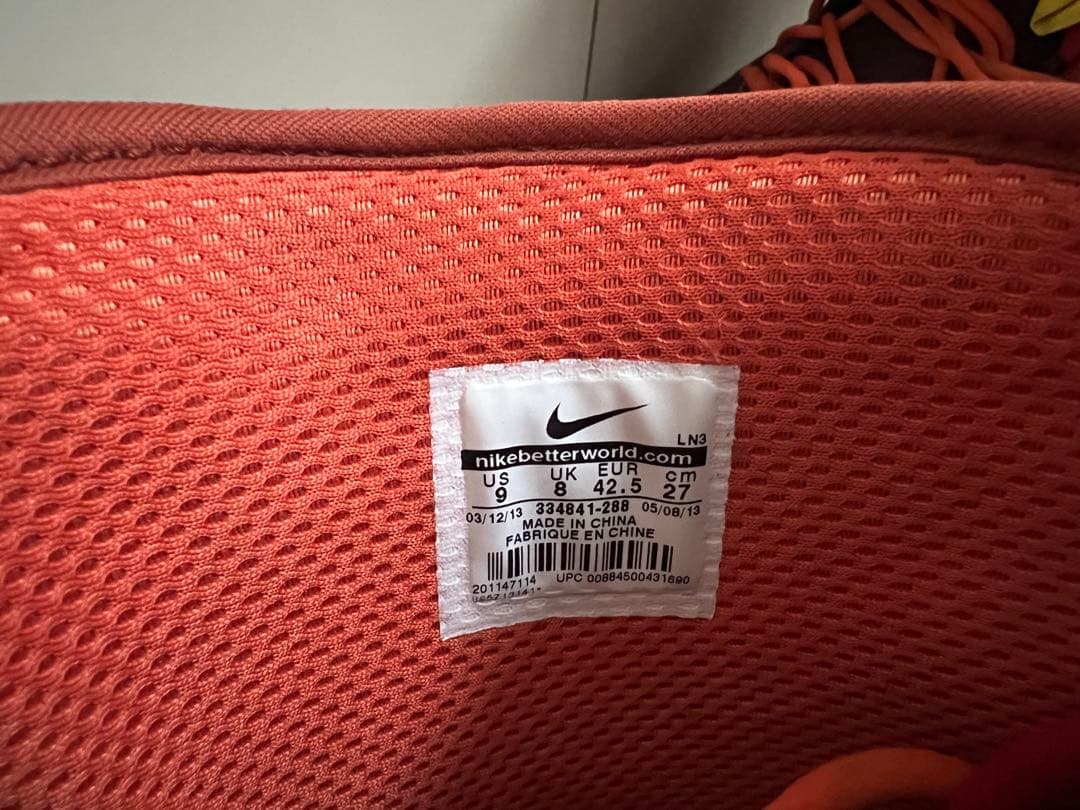 LN3
nikebetterworld.com
US UK EUR cm
9 8 42.5 27
03/12/13 334841-288 05/08/13
MADE IN CHINA
FABRIQUE EN CHINE
201147114 UPC 00884500431690